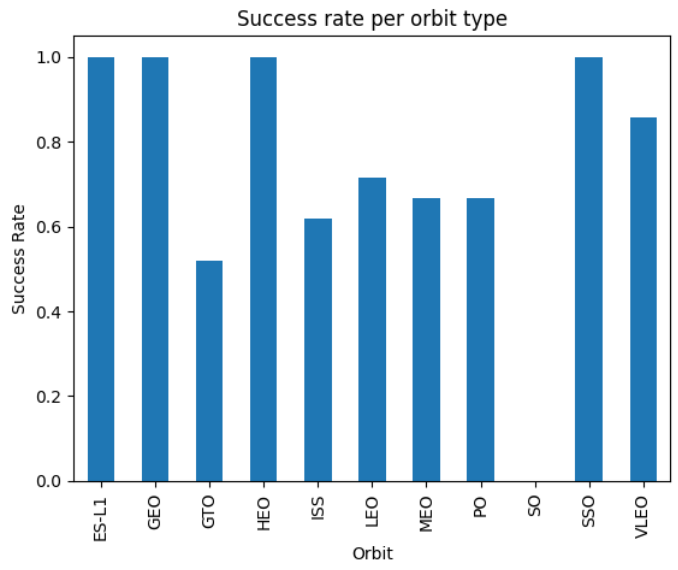 Success rate per orbit type
Success Rate
1.0
0.8
0.6
0.4
0.2
0.0
ES-L1
GEO
GTO
HEO
ISS
LEO
MEO
PO
SO
SSO
VLEO
Orbit